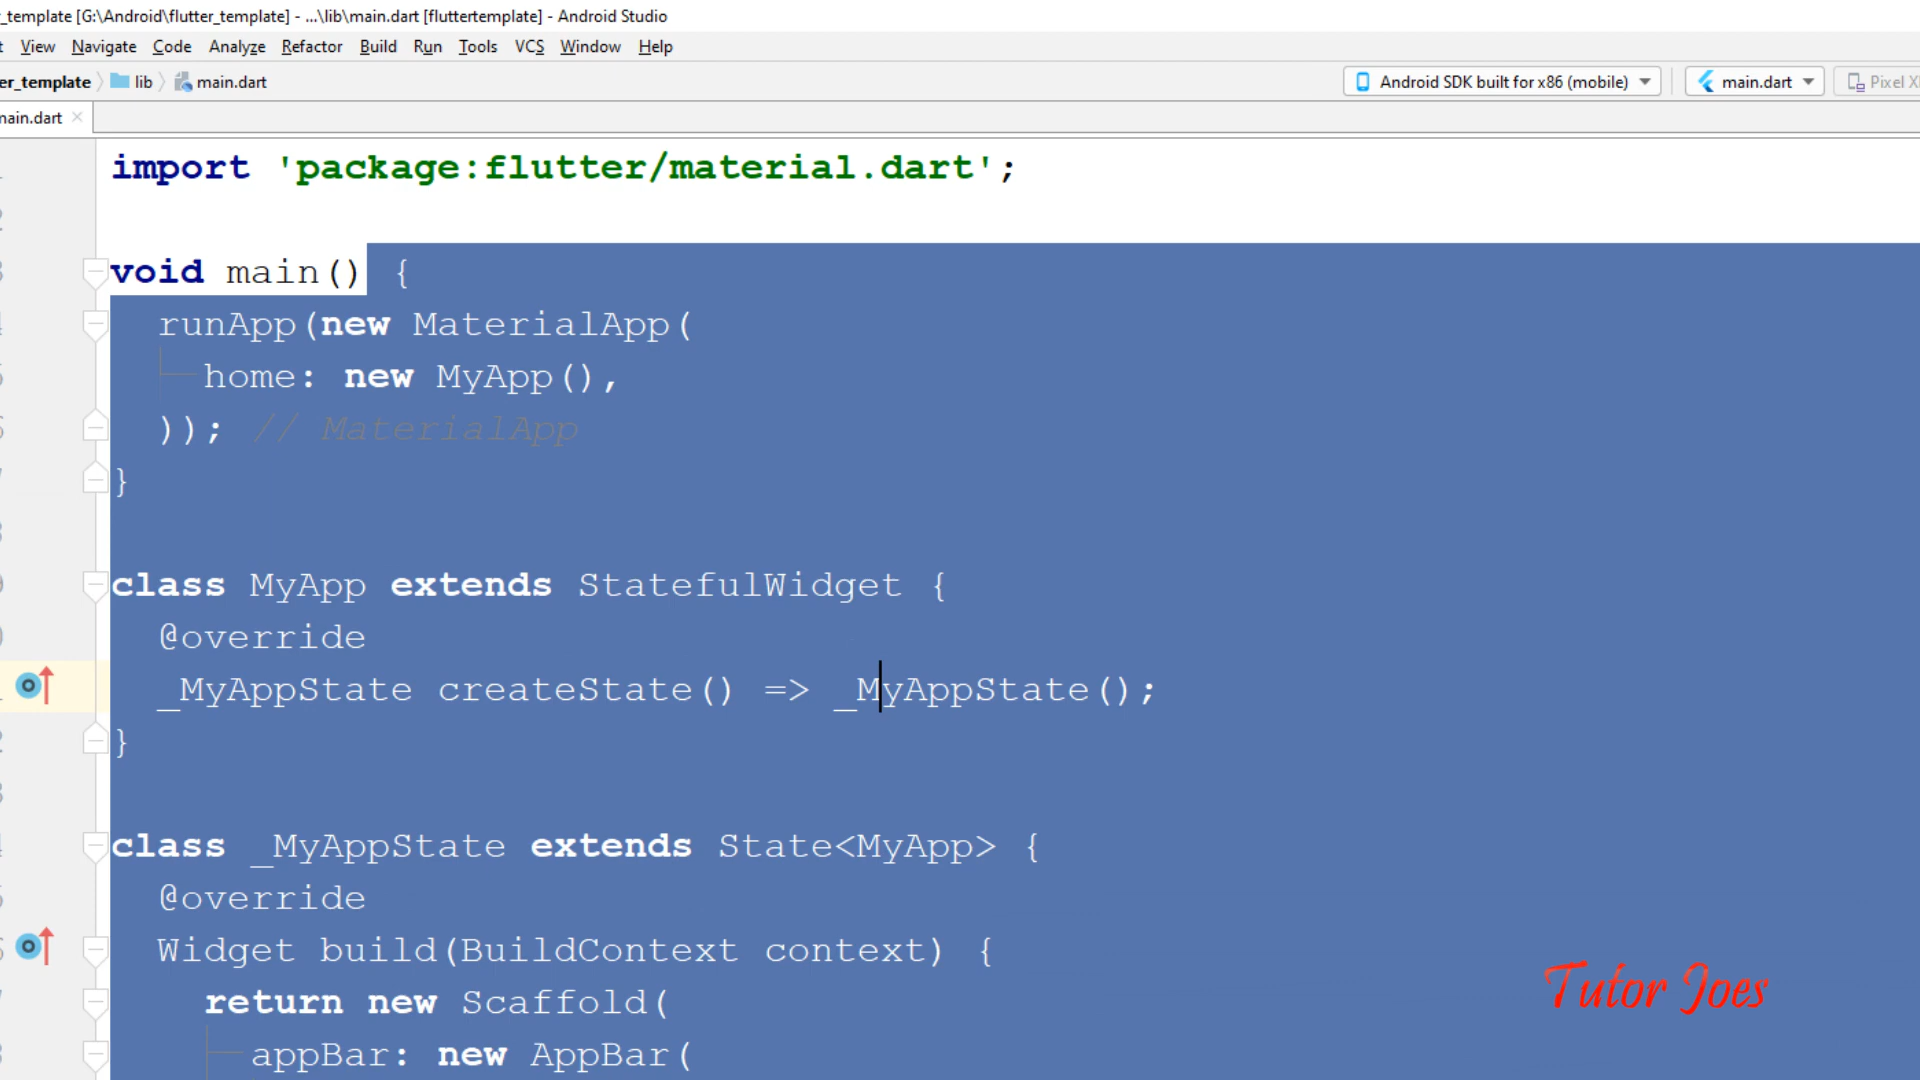 _template [G:\Android\flutter_template] - ...\lib\main.dart [fluttertemplate] - Android Studio
View Navigate Code Analyze Refactor Build Run Tools VCS Window Help
er_template lib main.dart Android SDK built for x86 (mobile) main.dart Pixel X
main.dart
import 'package:flutter/material.dart';
2
void main() {
runApp(new MaterialApp(
home: new MyApp(),
)); // MaterialApp
}
class MyApp extends StatefulWidget {
@override
_MyAppState createState() => _MyAppState();
}
class _MyAppState extends State<MyApp> {
@override
Widget build(BuildContext context) {
return new Scaffold(
appBar: new AppBar(
Tutor Joes